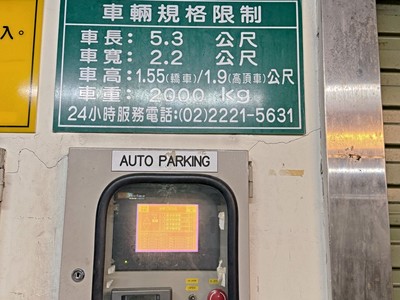 車輛規格限制
入。
車長: 5.3 公尺
車寬: 2.2 公尺
車高: 1.55(轎車)/1.9(高頂車)公尺
車重: 2000 kg
24小時服務電話:(02)2221-5631
AUTO PARKING